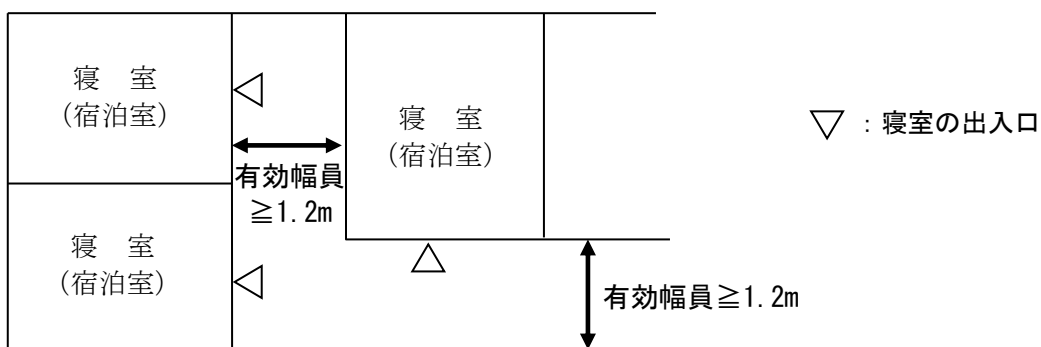 寝　室
（宿泊室）
寝　室
（宿泊室）
▽ ：寝室の出入口
有効幅員
≧1.2m
寝　室
（宿泊室）
有効幅員≧1.2m